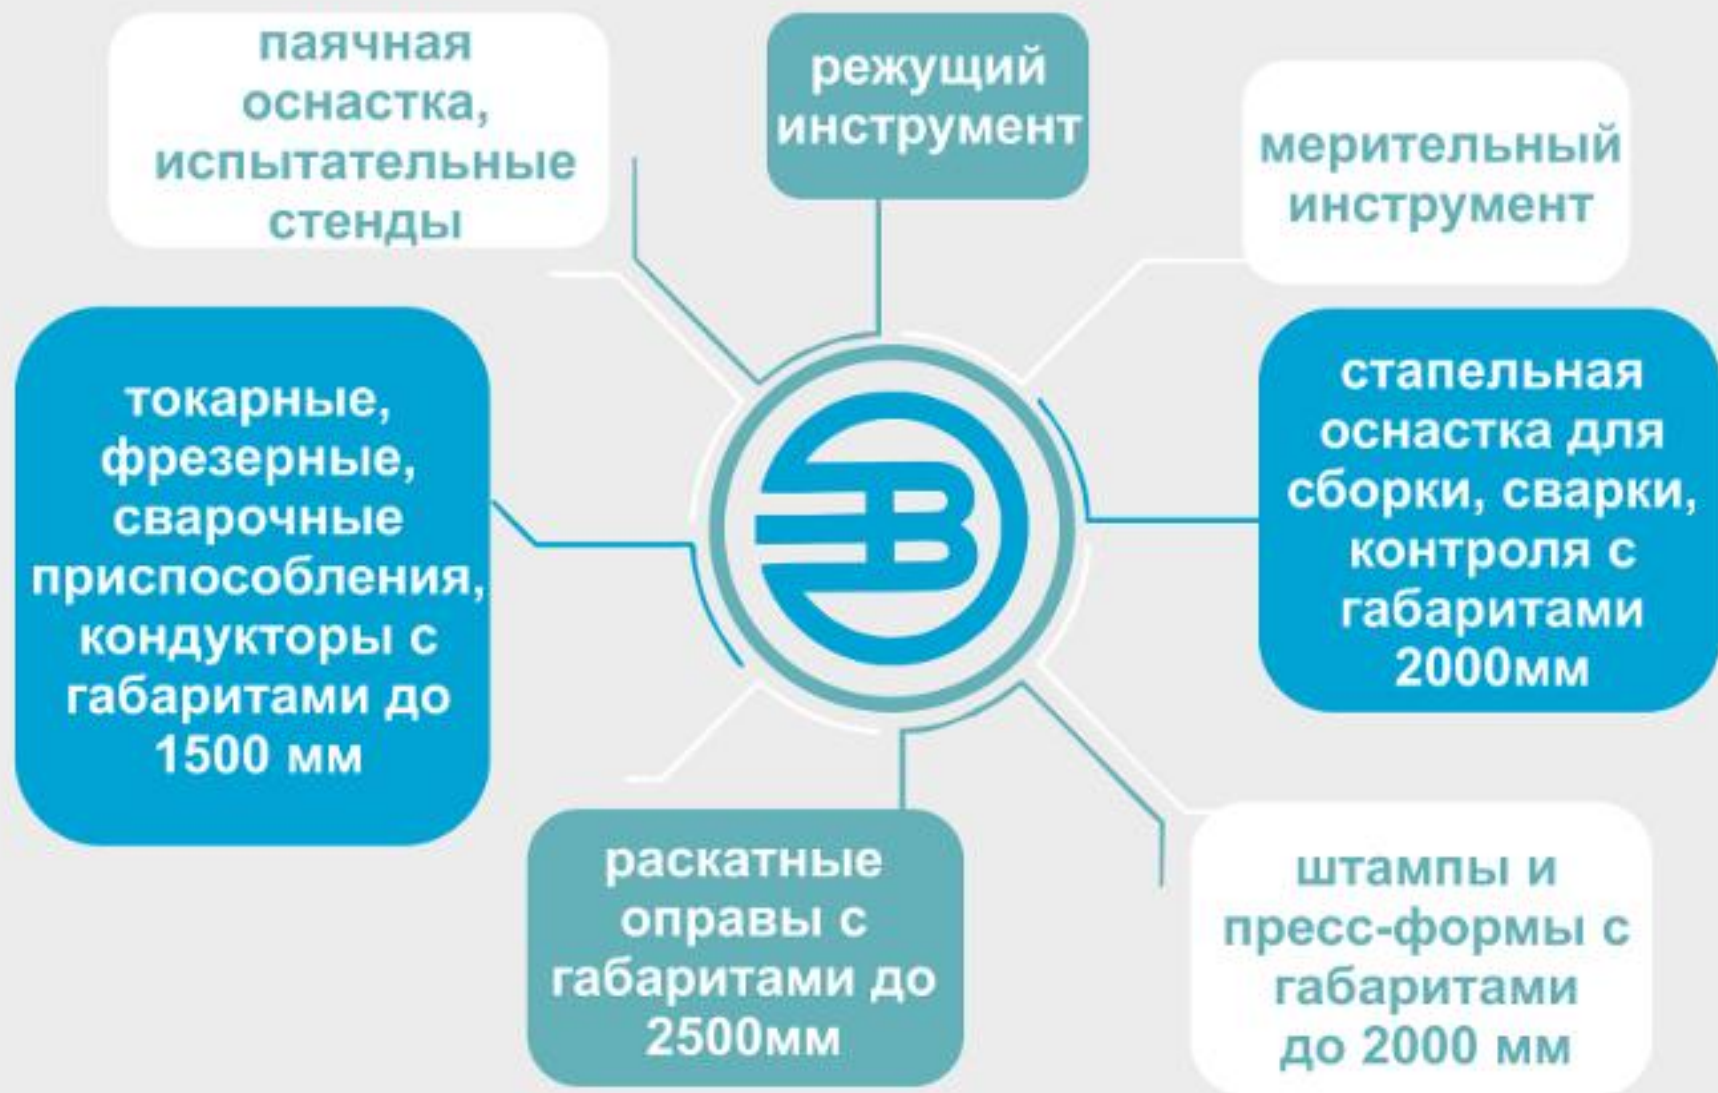 паячная
оснастка,
испытательные
стенды
режущий
инструмент
мерительный
инструмент
токарные,
фрезерные,
сварочные
приспособления,
кондукторы с
габаритами до
1500 мм
стапельная
оснастка для
сборки, сварки,
контроля с
габаритами
2000мм
раскатные
оправы с
габаритами до
2500мм
штампы и
пресс-формы с
габаритами
до 2000 мм